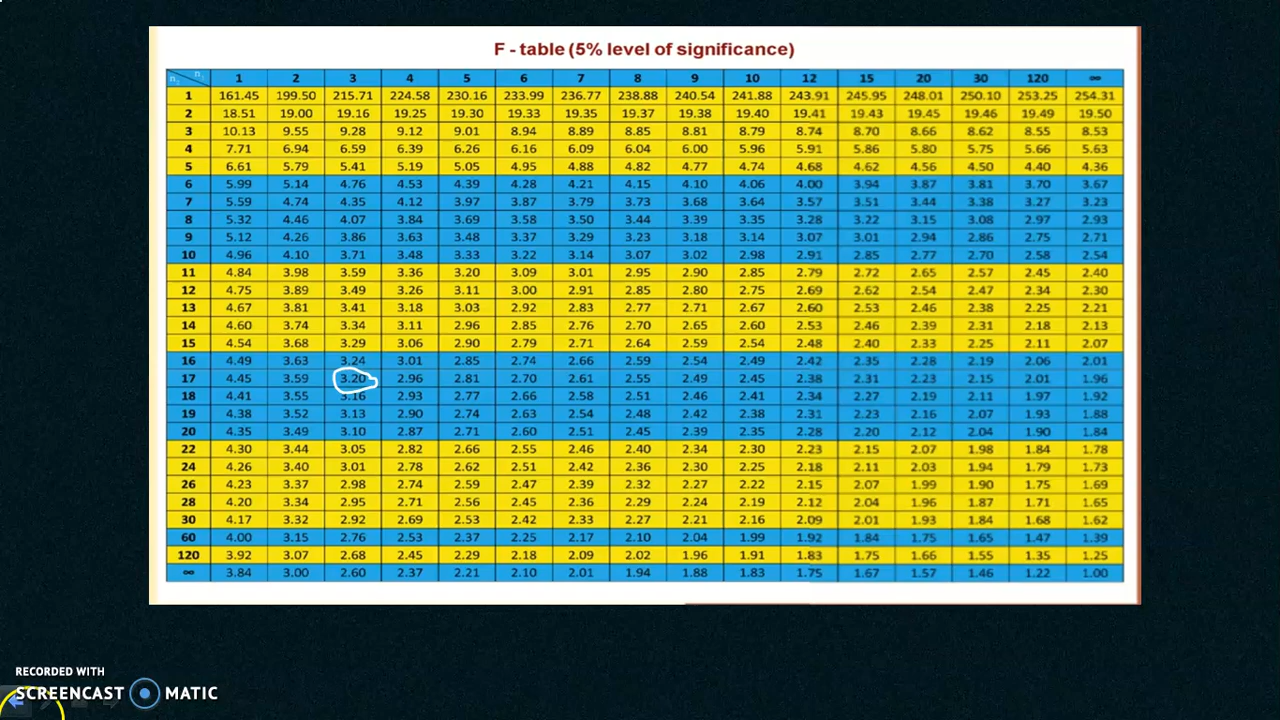 F - table (5% level of significance)
n₂ n₁ 1 2 3 4 5 6 7 8 9 10 12 15 20 30 120 ∞
1 161.45 199.50 215.71 224.58 230.16 233.99 236.77 238.88 240.54 241.88 243.91 245.95 248.01 250.10 253.25 254.31
2 18.51 19.00 19.16 19.25 19.30 19.33 19.35 19.37 19.38 19.40 19.41 19.43 19.45 19.46 19.49 19.50
3 10.13 9.55 9.28 9.12 9.01 8.94 8.89 8.85 8.81 8.79 8.74 8.70 8.66 8.62 8.55 8.53
4 7.71 6.94 6.59 6.39 6.26 6.16 6.09 6.04 6.00 5.96 5.91 5.86 5.80 5.75 5.66 5.63
5 6.61 5.79 5.41 5.19 5.05 4.95 4.88 4.82 4.77 4.74 4.68 4.62 4.56 4.50 4.40 4.36
6 5.99 5.14 4.76 4.53 4.39 4.28 4.21 4.15 4.10 4.06 4.00 3.94 3.87 3.81 3.70 3.67
7 5.59 4.74 4.35 4.12 3.97 3.87 3.79 3.73 3.68 3.64 3.57 3.51 3.44 3.38 3.27 3.23
8 5.32 4.46 4.07 3.84 3.69 3.58 3.50 3.44 3.39 3.35 3.28 3.22 3.15 3.08 2.97 2.93
9 5.12 4.26 3.86 3.63 3.48 3.37 3.29 3.23 3.18 3.14 3.07 3.01 2.94 2.86 2.75 2.71
10 4.96 4.10 3.71 3.48 3.33 3.22 3.14 3.07 3.02 2.98 2.91 2.85 2.77 2.70 2.58 2.54
11 4.84 3.98 3.59 3.36 3.20 3.09 3.01 2.95 2.90 2.85 2.79 2.72 2.65 2.57 2.45 2.40
12 4.75 3.89 3.49 3.26 3.11 3.00 2.91 2.85 2.80 2.75 2.69 2.62 2.54 2.47 2.34 2.30
13 4.67 3.81 3.41 3.18 3.03 2.92 2.83 2.77 2.71 2.67 2.60 2.53 2.46 2.38 2.25 2.21
14 4.60 3.74 3.34 3.11 2.96 2.85 2.76 2.70 2.65 2.60 2.53 2.46 2.39 2.31 2.18 2.13
15 4.54 3.68 3.29 3.06 2.90 2.79 2.71 2.64 2.59 2.54 2.48 2.40 2.33 2.25 2.11 2.07
16 4.49 3.63 3.24 3.01 2.85 2.74 2.66 2.59 2.54 2.49 2.42 2.35 2.28 2.19 2.06 2.01
17 4.45 3.59 3.20 2.96 2.81 2.70 2.61 2.55 2.49 2.45 2.38 2.31 2.23 2.15 2.01 1.96
18 4.41 3.55 3.16 2.93 2.77 2.66 2.58 2.51 2.46 2.41 2.34 2.27 2.19 2.11 1.97 1.92
19 4.38 3.52 3.13 2.90 2.74 2.63 2.54 2.48 2.42 2.38 2.31 2.23 2.16 2.07 1.93 1.88
20 4.35 3.49 3.10 2.87 2.71 2.60 2.51 2.45 2.39 2.35 2.28 2.20 2.12 2.04 1.90 1.84
22 4.30 3.44 3.05 2.82 2.66 2.55 2.46 2.40 2.34 2.30 2.23 2.15 2.07 1.98 1.84 1.78
24 4.26 3.40 3.01 2.78 2.62 2.51 2.42 2.36 2.30 2.25 2.18 2.11 2.03 1.94 1.79 1.73
26 4.23 3.37 2.98 2.74 2.59 2.47 2.39 2.32 2.27 2.22 2.15 2.07 1.99 1.90 1.75 1.69
28 4.20 3.34 2.95 2.71 2.56 2.45 2.36 2.29 2.24 2.19 2.12 2.04 1.96 1.87 1.71 1.65
30 4.17 3.32 2.92 2.69 2.53 2.42 2.33 2.27 2.21 2.16 2.09 2.01 1.93 1.84 1.68 1.62
60 4.00 3.15 2.76 2.53 2.37 2.25 2.17 2.10 2.04 1.99 1.92 1.84 1.75 1.65 1.47 1.39
120 3.92 3.07 2.68 2.45 2.29 2.18 2.09 2.02 1.96 1.91 1.83 1.75 1.66 1.55 1.35 1.25
∞ 3.84 3.00 2.60 2.37 2.21 2.10 2.01 1.94 1.88 1.83 1.75 1.67 1.57 1.46 1.22 1.00
RECORDED WITH
SCREENCAST MATIC